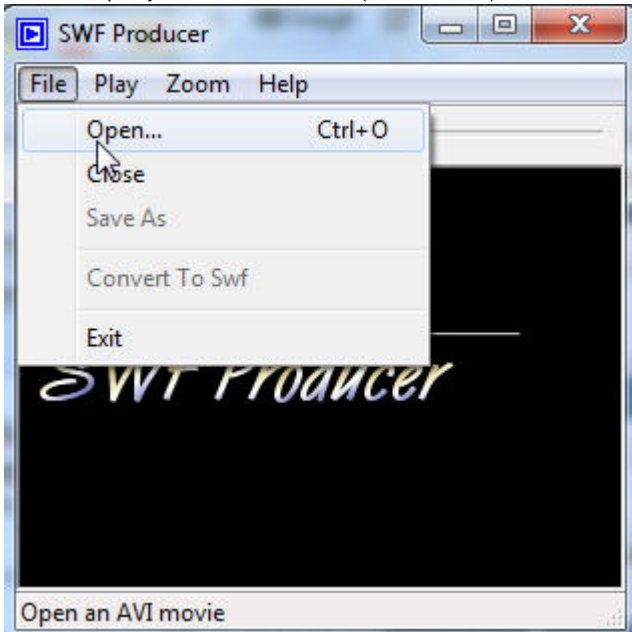 SWF Producer
File Play Zoom Help
Open... Ctrl+O
Close
Save As
Convert To Swf
Exit
SWF Producer
Open an AVI movie